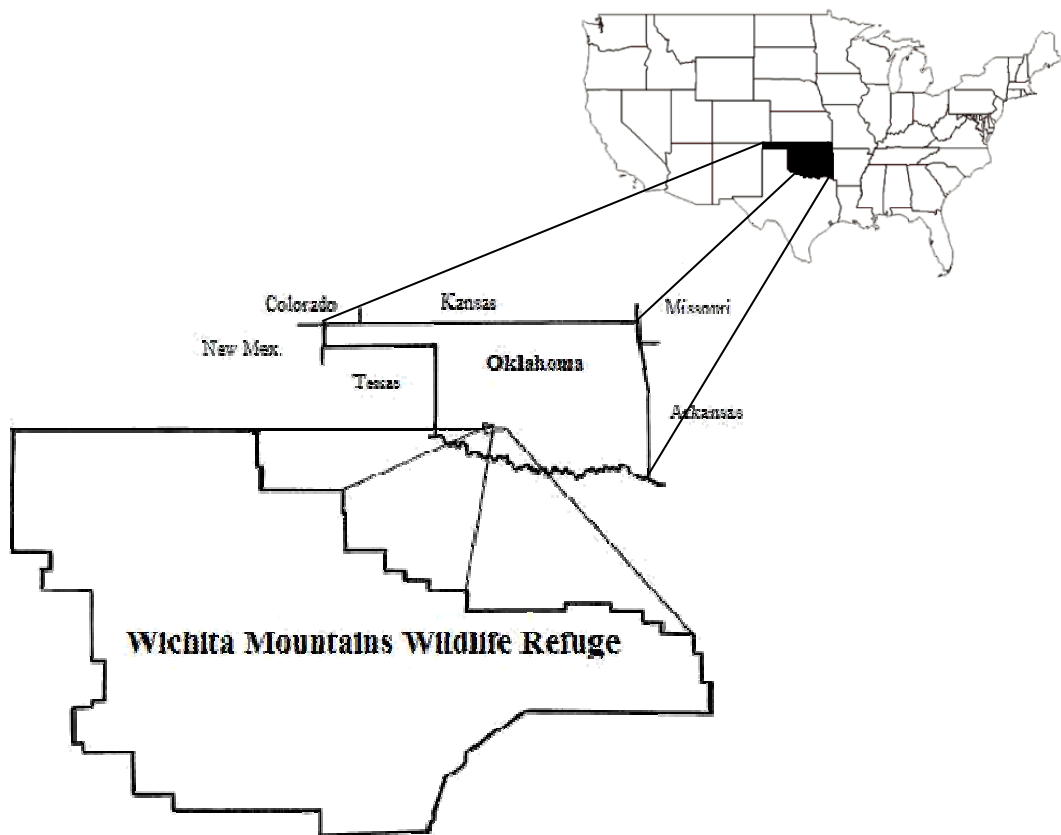 Colorado
Kansas
Missouri
New Mex.
Oklahoma
Texas
Arkansas
Wichita Mountains Wildlife Refuge